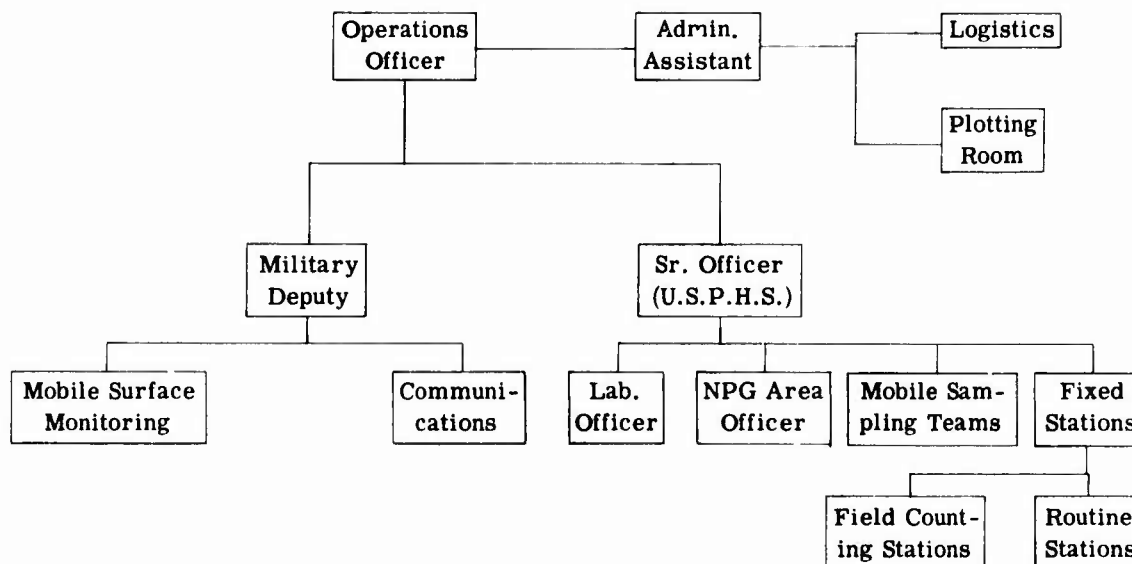 Operations
Officer
Admin.
Assistant
Logistics
Plotting
Room
Military
Deputy
Sr. Officer
(U.S.P.H.S.)
Mobile Surface
Monitoring
Communi-
cations
Lab.
Officer
NPG Area
Officer
Mobile Sam-
pling Teams
Fixed
Stations
Field Count-
ing Stations
Routine
Stations